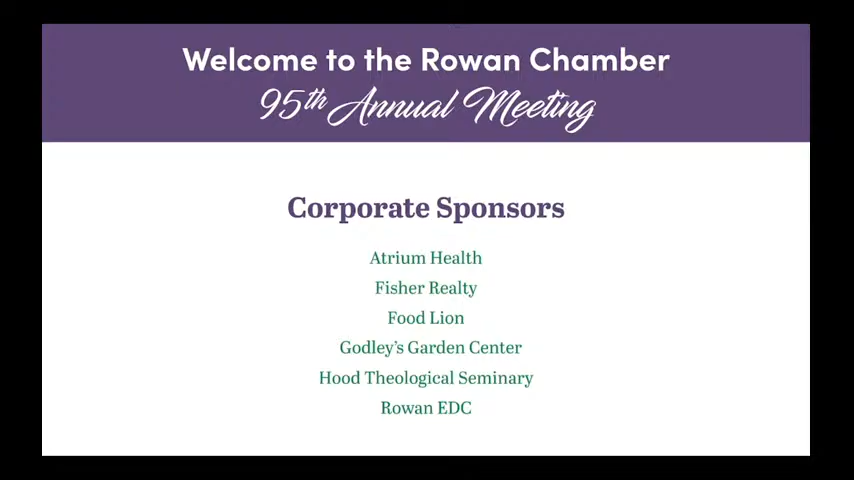 Welcome to the Rowan Chamber
95th Annual Meeting
Corporate Sponsors
Atrium Health
Fisher Realty
Food Lion
Godley’s Garden Center
Hood Theological Seminary
Rowan EDC